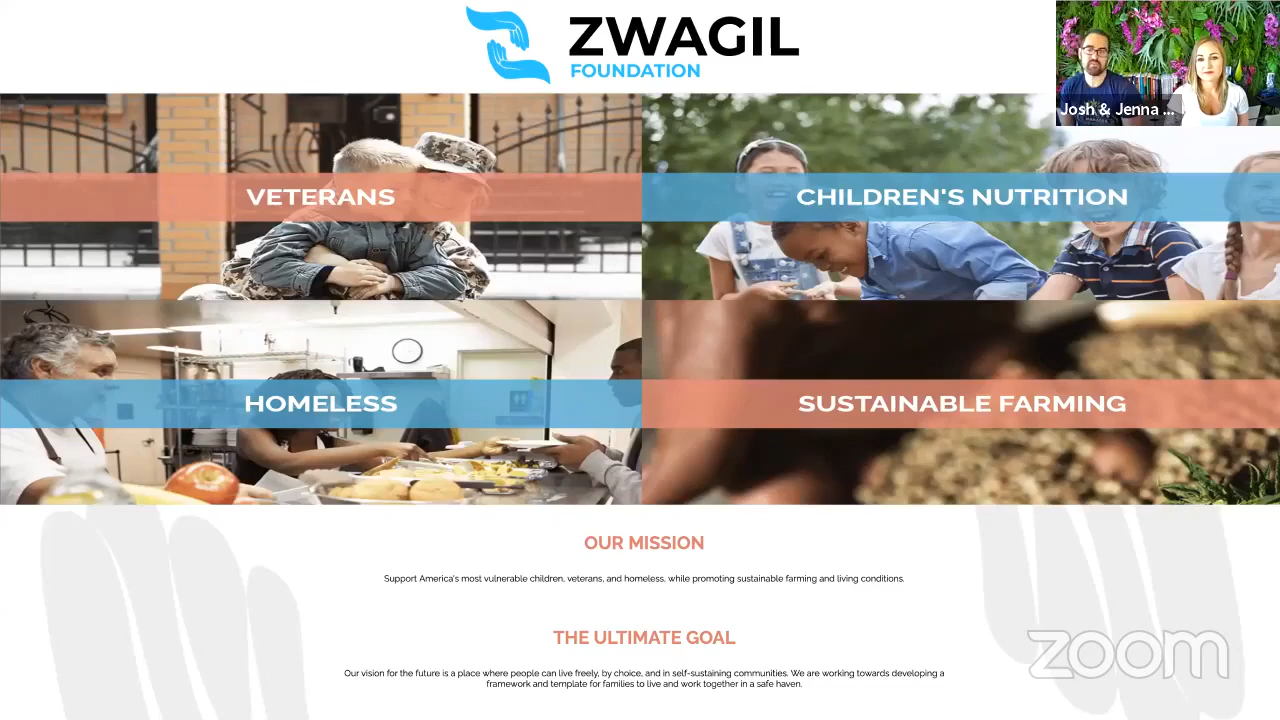 ZWAGIL
FOUNDATION
Josh & Jenna ...
VETERANS
CHILDREN'S NUTRITION
HOMELESS
SUSTAINABLE FARMING
OUR MISSION
Support America's most vulnerable children, veterans, and homeless, while promoting sustainable farming and living conditions.
THE ULTIMATE GOAL
Our vision for the future is a place where people can live freely, by choice, and in self-sustaining communities. We are working towards developing a
framework and template for families to live and work together in a safe haven.
zoom